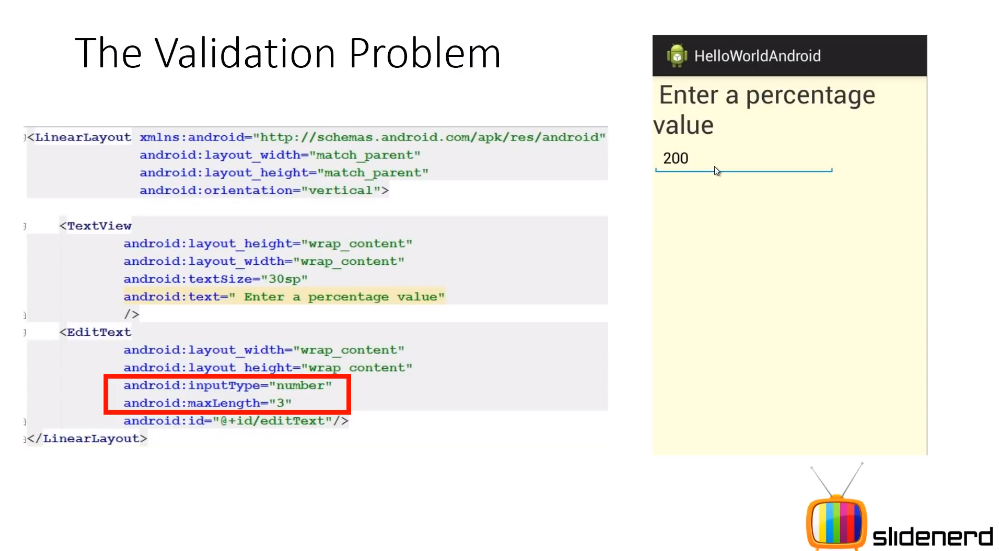 The Validation Problem
<LinearLayout xmlns:android="http://schemas.android.com/apk/res/android"
android:layout_width="match_parent"
android:layout_height="match_parent"
android:orientation="vertical">
<TextView
android:layout_height="wrap_content"
android:layout_width="wrap_content"
android:textSize="30sp"
android:text=" Enter a percentage value"
/>
<EditText
android:layout_width="wrap_content"
android:layout_height="wrap_content"
android:inputType="number"
android:maxLength="3"
android:id="@+id/editText"/>
</LinearLayout>
HelloWorldAndroid
Enter a percentage
value
200
slidenerd